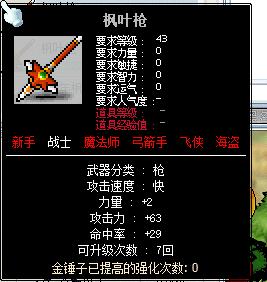 枫叶枪
要求等级： 43
要求力量： 0
要求敏捷： 0
要求智力： 0
要求运气： 0
要求人气度： -
道具等级： -
道具经验值： -
新手 战士 魔法师 弓箭手 飞侠 海盗
武器分类： 枪
攻击速度： 快
力量： +2
攻击力： +63
命中率： +29
可升级次数： 7回
金锤子已提高的强化次数: 0